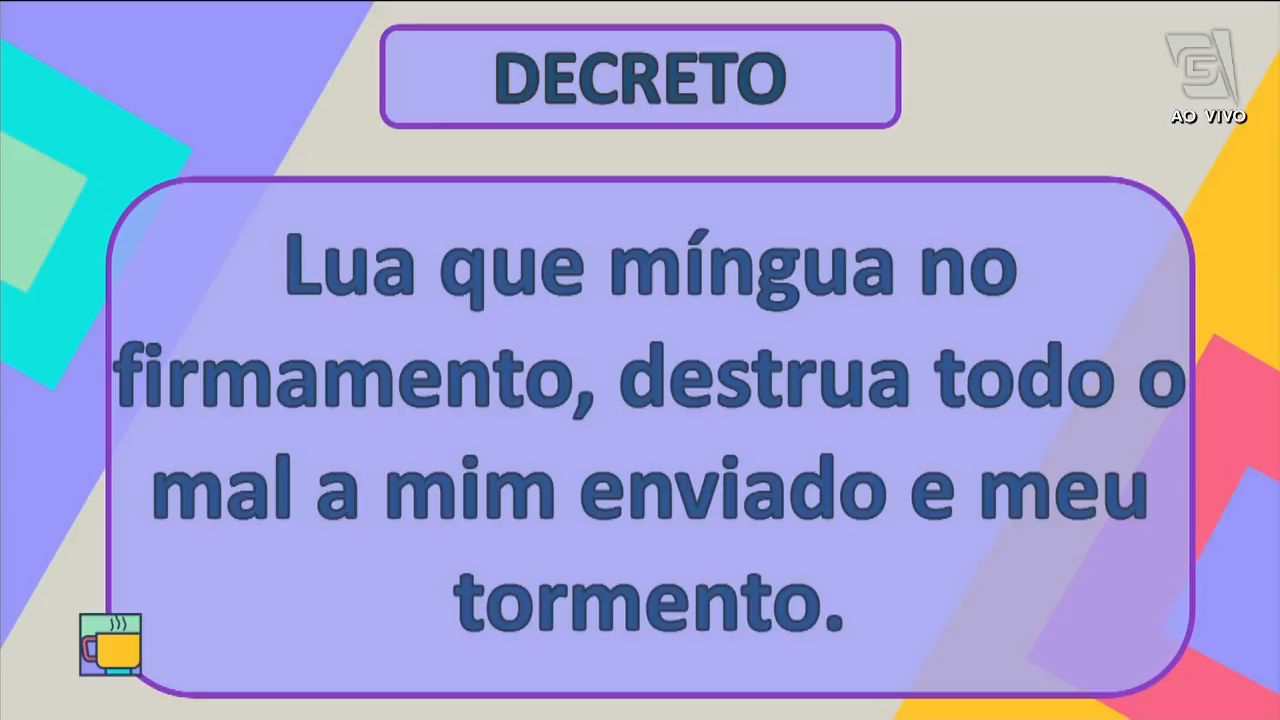 DECRETO
AO VIVO
Lua que míngua no
firmamento, destrua todo o
mal a mim enviado e meu
tormento.